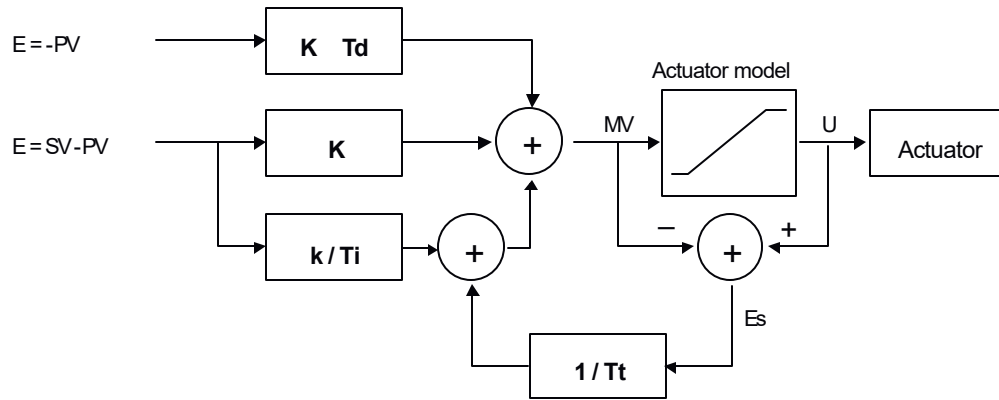 E = -PV
K Td
Actuator model
E = SV-PV
K
+
MV
U
Actuator
k / Ti
+
−
+
+
Es
1 / Tt